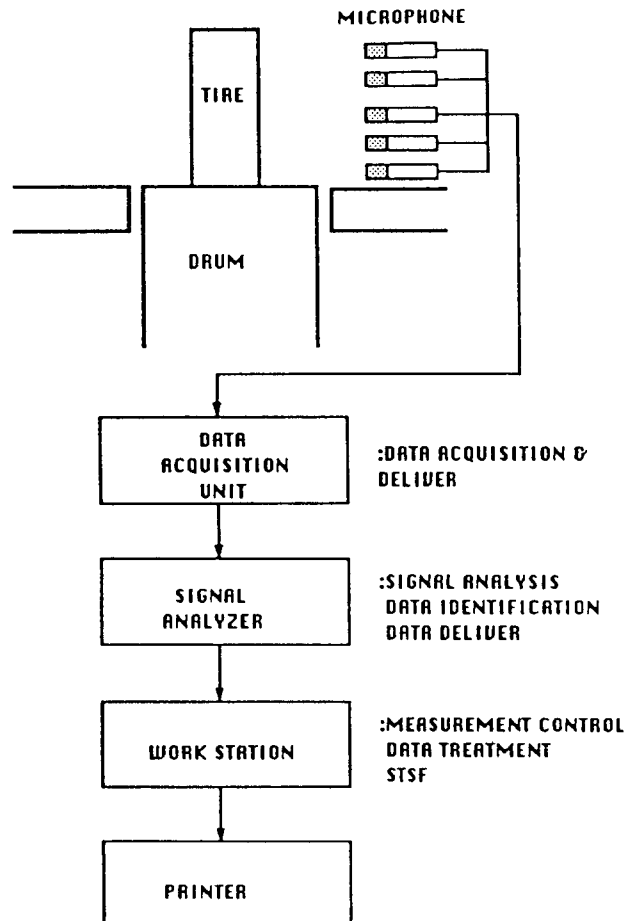 MICROPHONE
TIRE
DRUM
DATA
ACQUISITION
UNIT
:DATA ACQUISITION &
DELIVER
SIGNAL
ANALYZER
:SIGNAL ANALYSIS
DATA IDENTIFICATION
DATA DELIVER
WORK STATION
:MEASUREMENT CONTROL
DATA TREATMENT
STSF
PRINTER